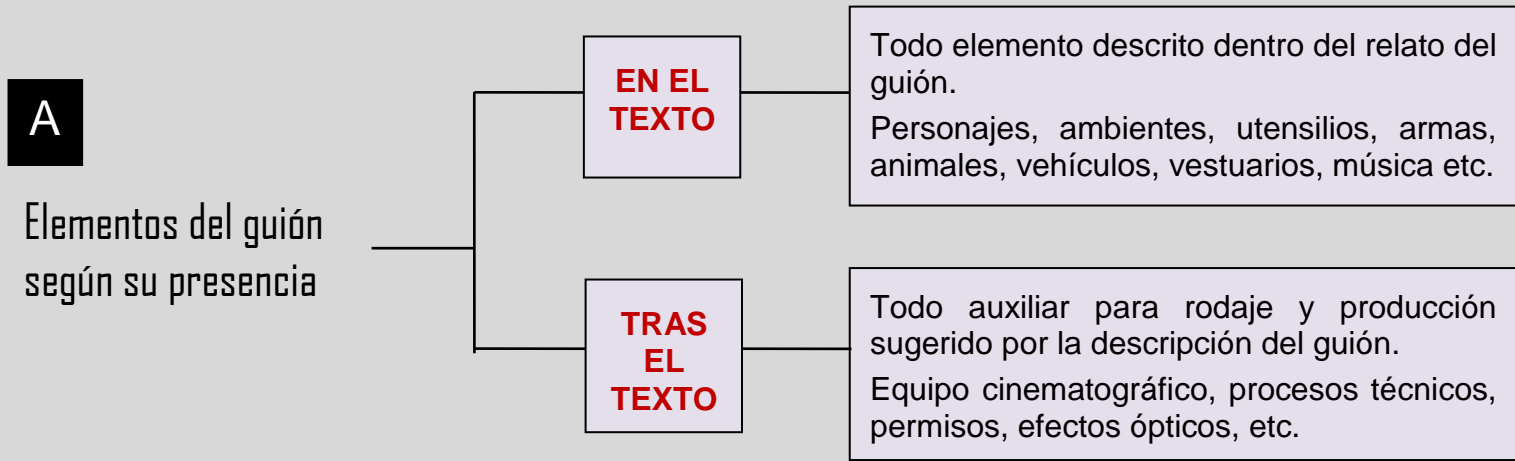 A
Elementos del guión
según su presencia
EN EL
TEXTO
Todo elemento descrito dentro del relato del
guión.
Personajes, ambientes, utensilios, armas,
animales, vehículos, vestuarios, música etc.
TRAS
EL
TEXTO
Todo auxiliar para rodaje y producción
sugerido por la descripción del guión.
Equipo cinematográfico, procesos técnicos,
permisos, efectos ópticos, etc.